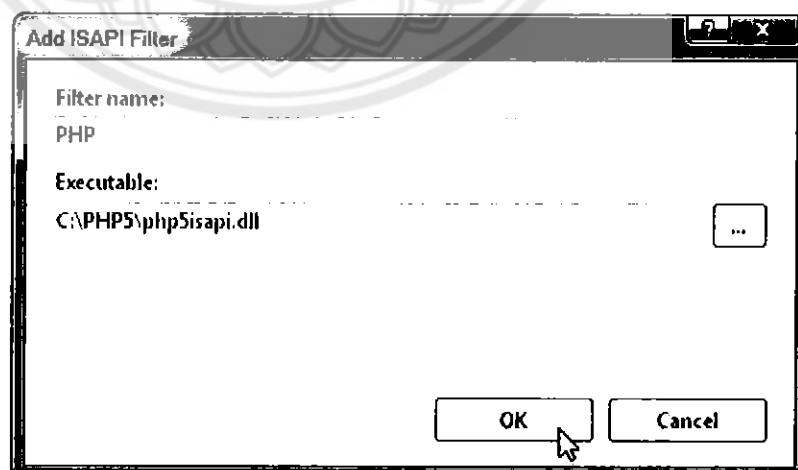 Add ISAPI Filter
Filter name:
PHP
Executable:
C:\PHP5\php5isapi.dll
...
OK
Cancel